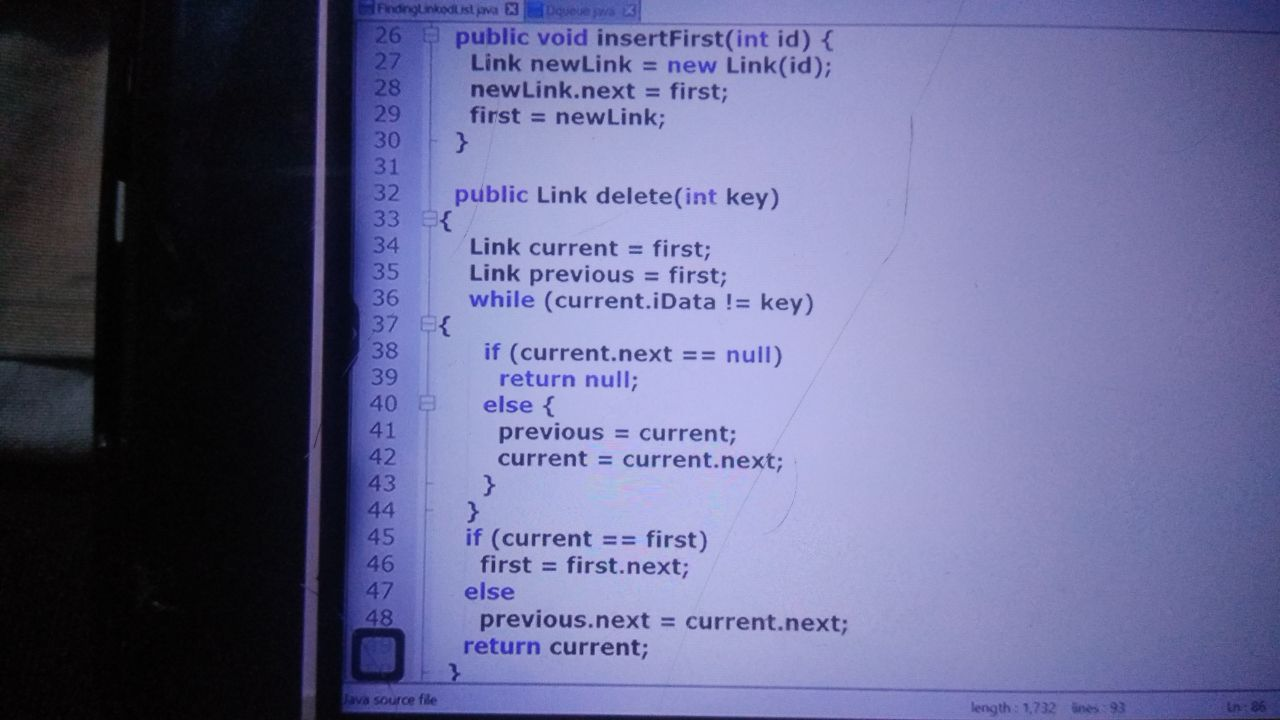 FindingLinkedList.java Dqueue.java
26 public void insertFirst(int id) {
27 Link newLink = new Link(id);
28 newLink.next = first;
29 first = newLink;
30 }
31
32 public Link delete(int key)
33 {
34 Link current = first;
35 Link previous = first;
36 while (current.iData != key)
37 {
38 if (current.next == null)
39 return null;
40 else {
41 previous = current;
42 current = current.next;
43 }
44 }
45 if (current == first)
46 first = first.next;
47 else
48 previous.next = current.next;
return current;
}
Java source file length : 1,732 lines : 93 Ln : 86